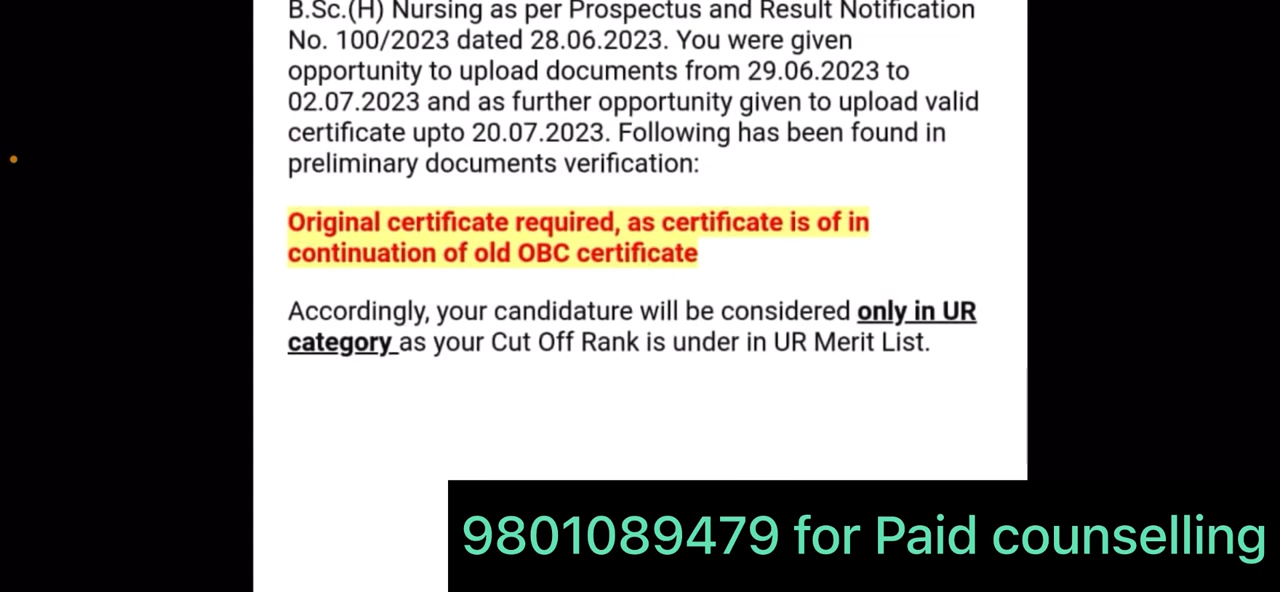 B.Sc.(H) Nursing as per Prospectus and Result Notification
No. 100/2023 dated 28.06.2023. You were given
opportunity to upload documents from 29.06.2023 to
02.07.2023 and as further opportunity given to upload valid
certificate upto 20.07.2023. Following has been found in
preliminary documents verification:
Original certificate required, as certificate is of in
continuation of old OBC certificate
Accordingly, your candidature will be considered only in UR
category as your Cut Off Rank is under in UR Merit List.
9801089479 for Paid counselling